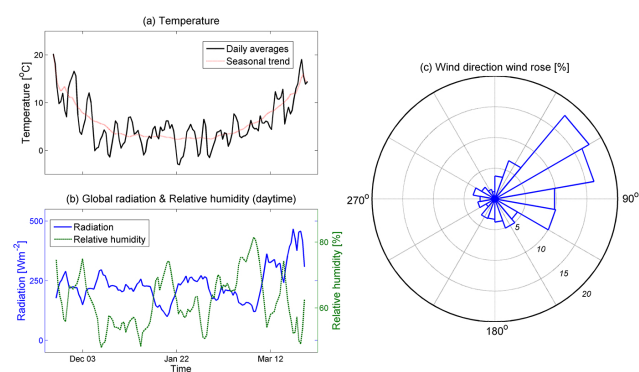 (a) Temperature
Temperature [°C]
20
10
0
Daily averages
Seasonal trend
(b) Global radiation & Relative humidity (daytime)
Radiation [Wm-2]
500
250
0
Radiation
Relative humidity
80
60
Relative humidity [%]
Dec 03
Jan 22
Mar 12
Time
(c) Wind direction wind rose [%]
270°
90°
180°
5
10
15
20